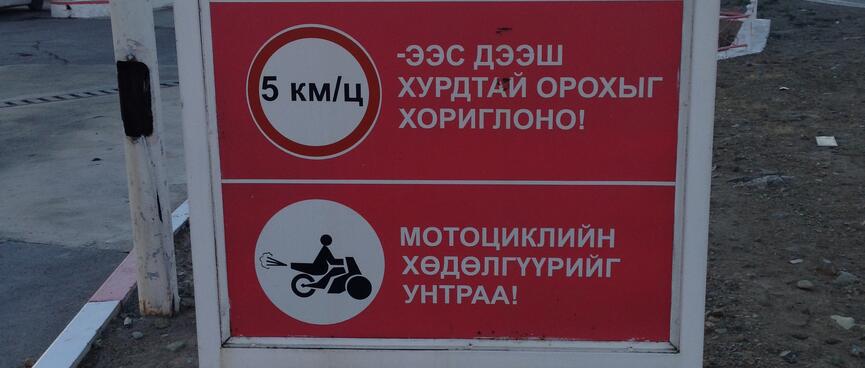 5 КМ/Ц
-ЭЭС ДЭЭШ
ХУРДТАЙ ОРОХЫГ
ХОРИГЛОНО!
МОТОЦИКЛИЙН
ХӨДӨЛГҮҮРИЙГ
УНТРАА!